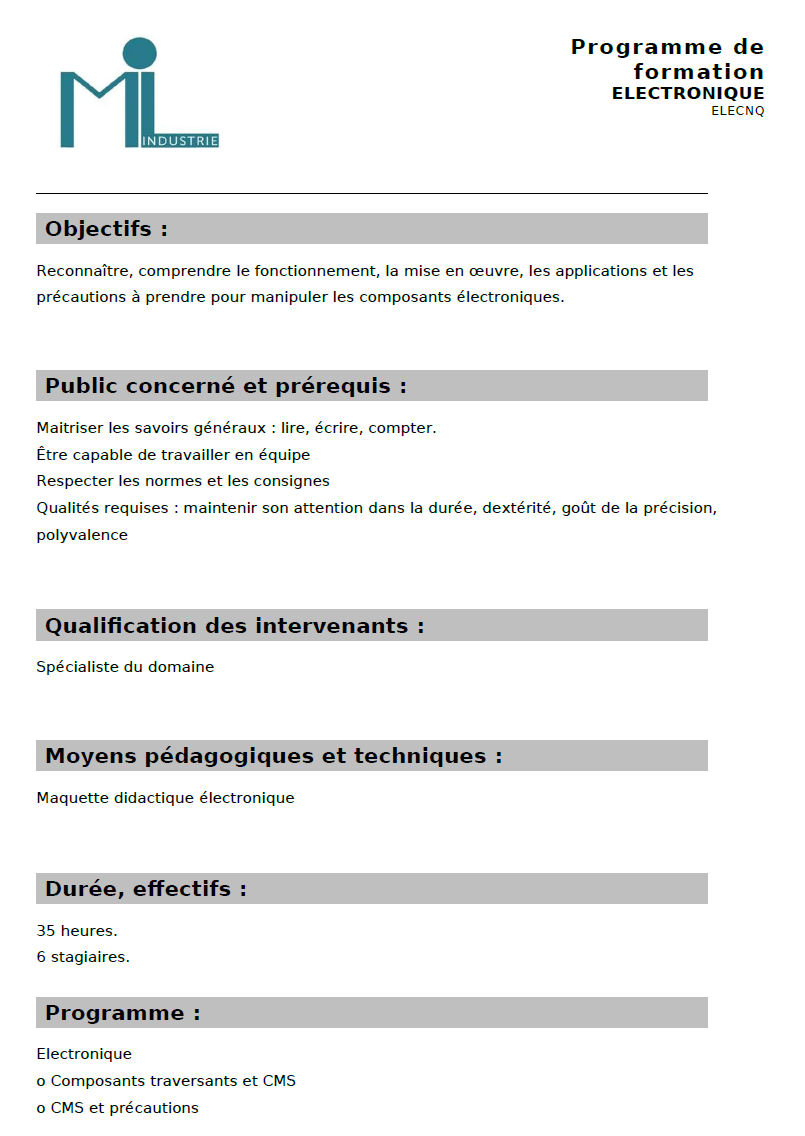 MIL
INDUSTRIE
Programme de
formation
ELECTRONIQUE
ELECNQ
Objectifs :
Reconnaître, comprendre le fonctionnement, la mise en œuvre, les applications et les
précautions à prendre pour manipuler les composants électroniques.
Public concerné et prérequis :
Maitriser les savoirs généraux : lire, écrire, compter.
Être capable de travailler en équipe
Respecter les normes et les consignes
Qualités requises : maintenir son attention dans la durée, dextérité, goût de la précision,
polyvalence
Qualification des intervenants :
Spécialiste du domaine
Moyens pédagogiques et techniques :
Maquette didactique électronique
Durée, effectifs :
35 heures.
6 stagiaires.
Programme :
Electronique
o Composants traversants et CMS
o CMS et précautions